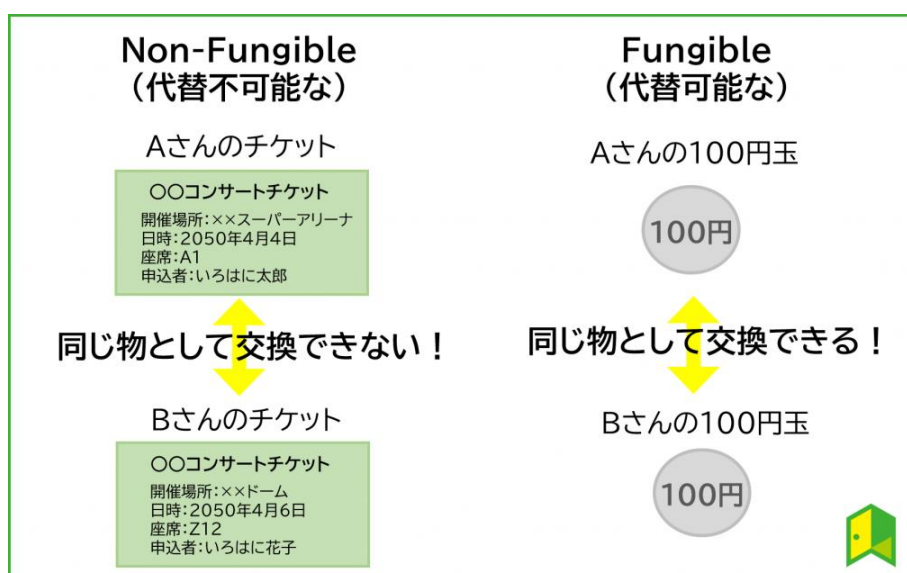 Non-Fungible
（代替不可能な）
Aさんのチケット
〇〇コンサートチケット
開催場所：××スーパーアリーナ
日時：2050年4月4日
座席：A1
申込者：いろはに太郎
同じ物として交換できない！
Bさんのチケット
〇〇コンサートチケット
開催場所：××ドーム
日時：2050年4月6日
座席：Z12
申込者：いろはに花子
Fungible
（代替可能な）
Aさんの100円玉
100円
同じ物として交換できる！
Bさんの100円玉
100円